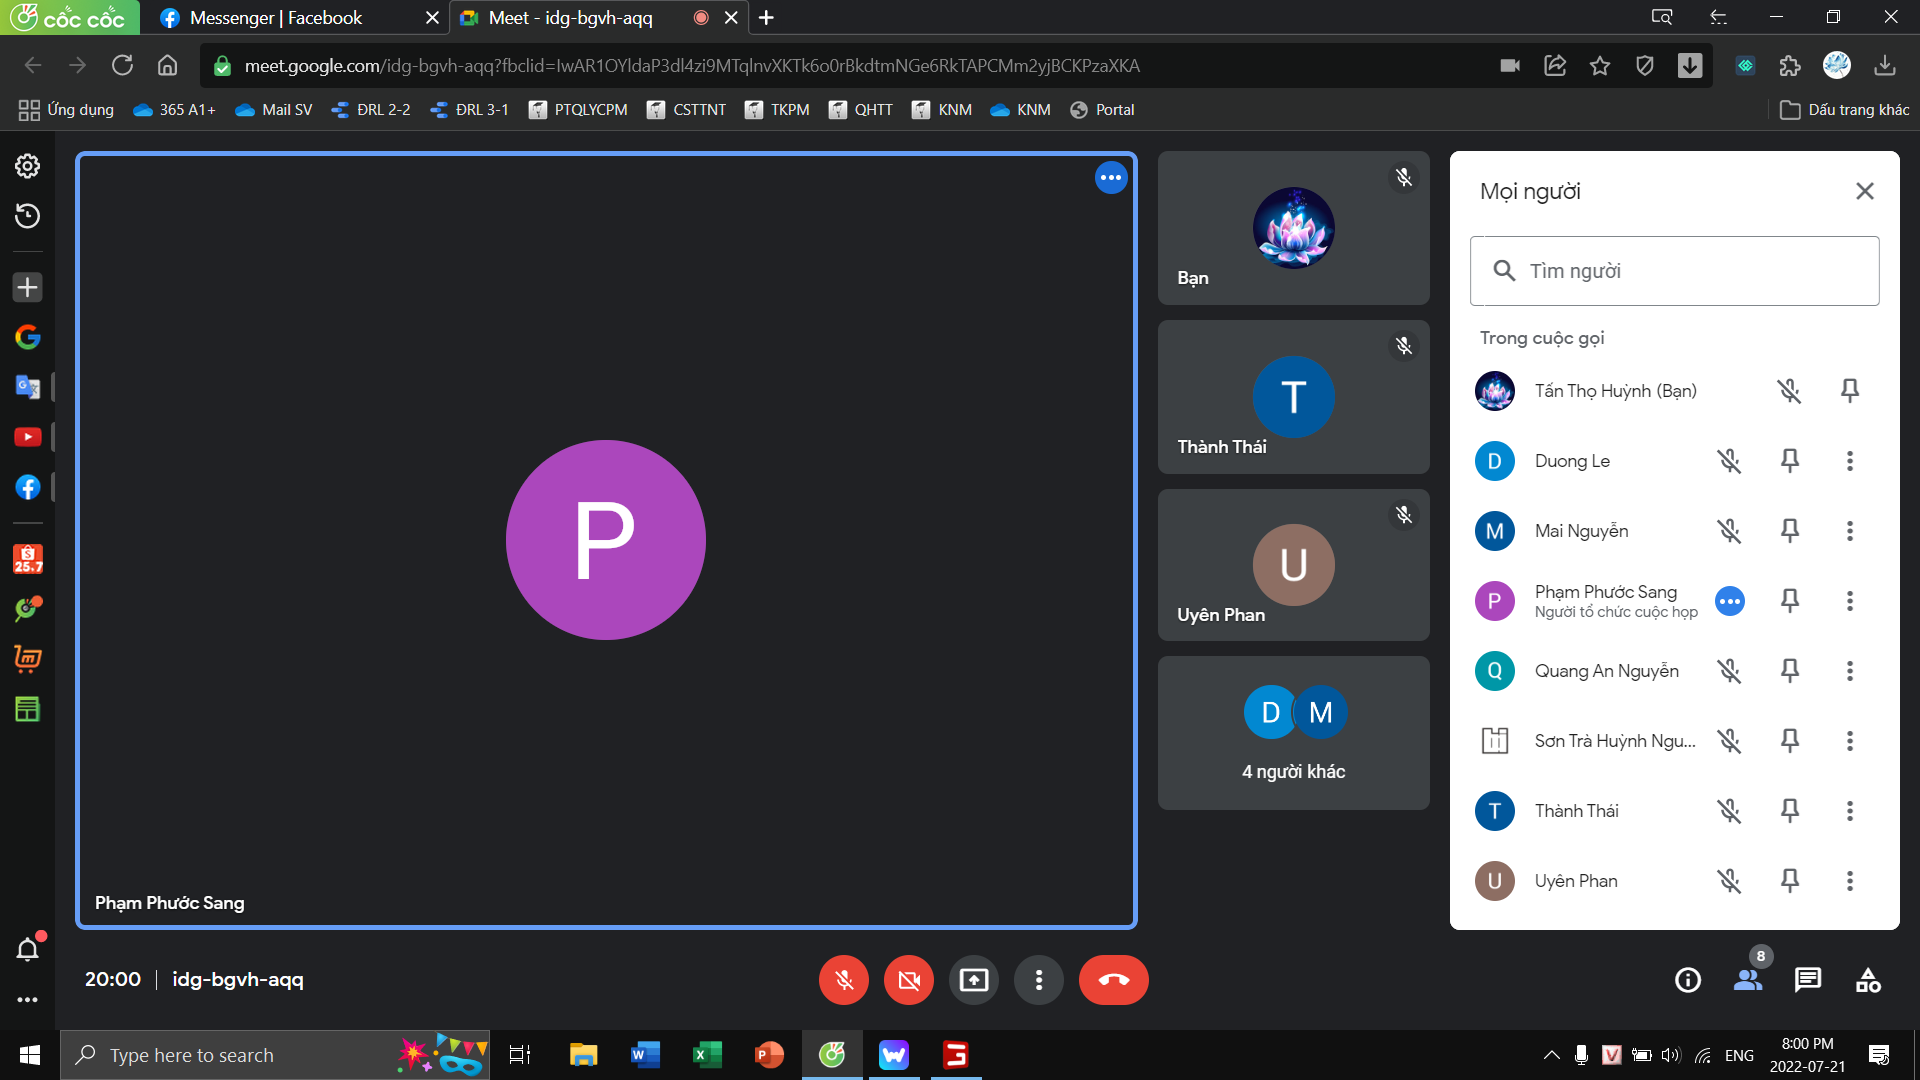 cốc cốc
Messenger | Facebook
Meet - idg-bgvh-aqq
meet.google.com/idg-bgvh-aqq?fbclid=IwAR1OYldaP3dl4zi9MTqlnvXKTk6o0rBkdtmNGe6RkTAPCMm2yjBCKPzaXKA
Ứng dụng
365 A1+
Mail SV
ĐRL 2-2
ĐRL 3-1
PTQLYCPM
CSTTNT
TKPM
QHTT
KNM
KNM
Portal
Dấu trang khác
25.7
P
Phạm Phước Sang
Bạn
T
Thành Thái
U
Uyên Phan
D
M
4 người khác
Mọi người
Tìm người
Trong cuộc gọi
Tấn Thọ Huỳnh (Bạn)
D
Duong Le
M
Mai Nguyễn
P
Phạm Phước Sang
Người tổ chức cuộc họp
Q
Quang An Nguyễn
Sơn Trà Huỳnh Ngu...
T
Thành Thái
U
Uyên Phan
20:00
idg-bgvh-aqq
8
Type here to search
ENG
8:00 PM
2022-07-21